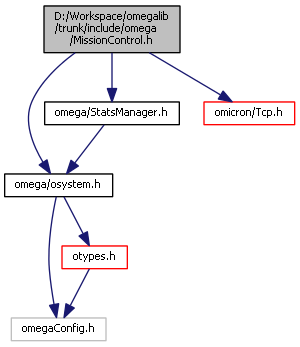 D:/Workspace/omegalib
/trunk/include/omega
/MissionControl.h
omega/StatsManager.h
omicron/Tcp.h
omega/osystem.h
otypes.h
omegaConfig.h